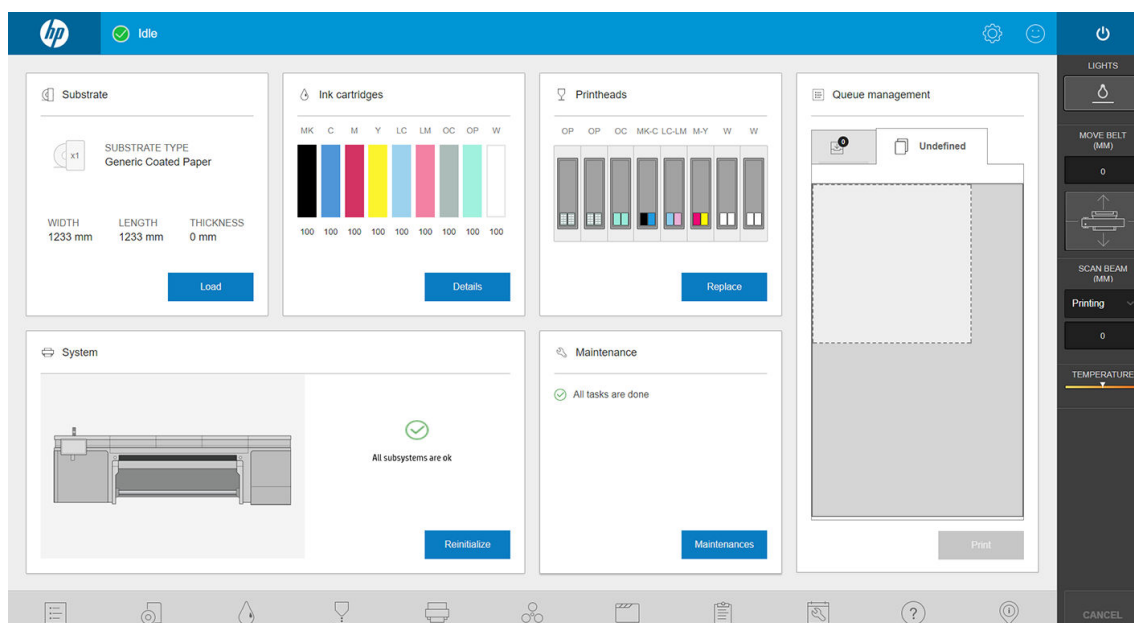 hp
Idle
Substrate
x1
SUBSTRATE TYPE
Generic Coated Paper
WIDTH LENGTH THICKNESS
1233 mm 1233 mm 0 mm
Load
Ink cartridges
MK C M Y LC LM OC OP W
100 100 100 100 100 100 100 100 100
Details
Printheads
OP OP OC MK-C LC-LM M-Y W W
Replace
Queue management
0
Undefined
Print
System
All subsystems are ok
Reinitialize
Maintenance
All tasks are done
Maintenances
LIGHTS
MOVE BELT
(MM)
0
SCAN BEAM
(MM)
Printing
0
TEMPERATURE
CANCEL
?